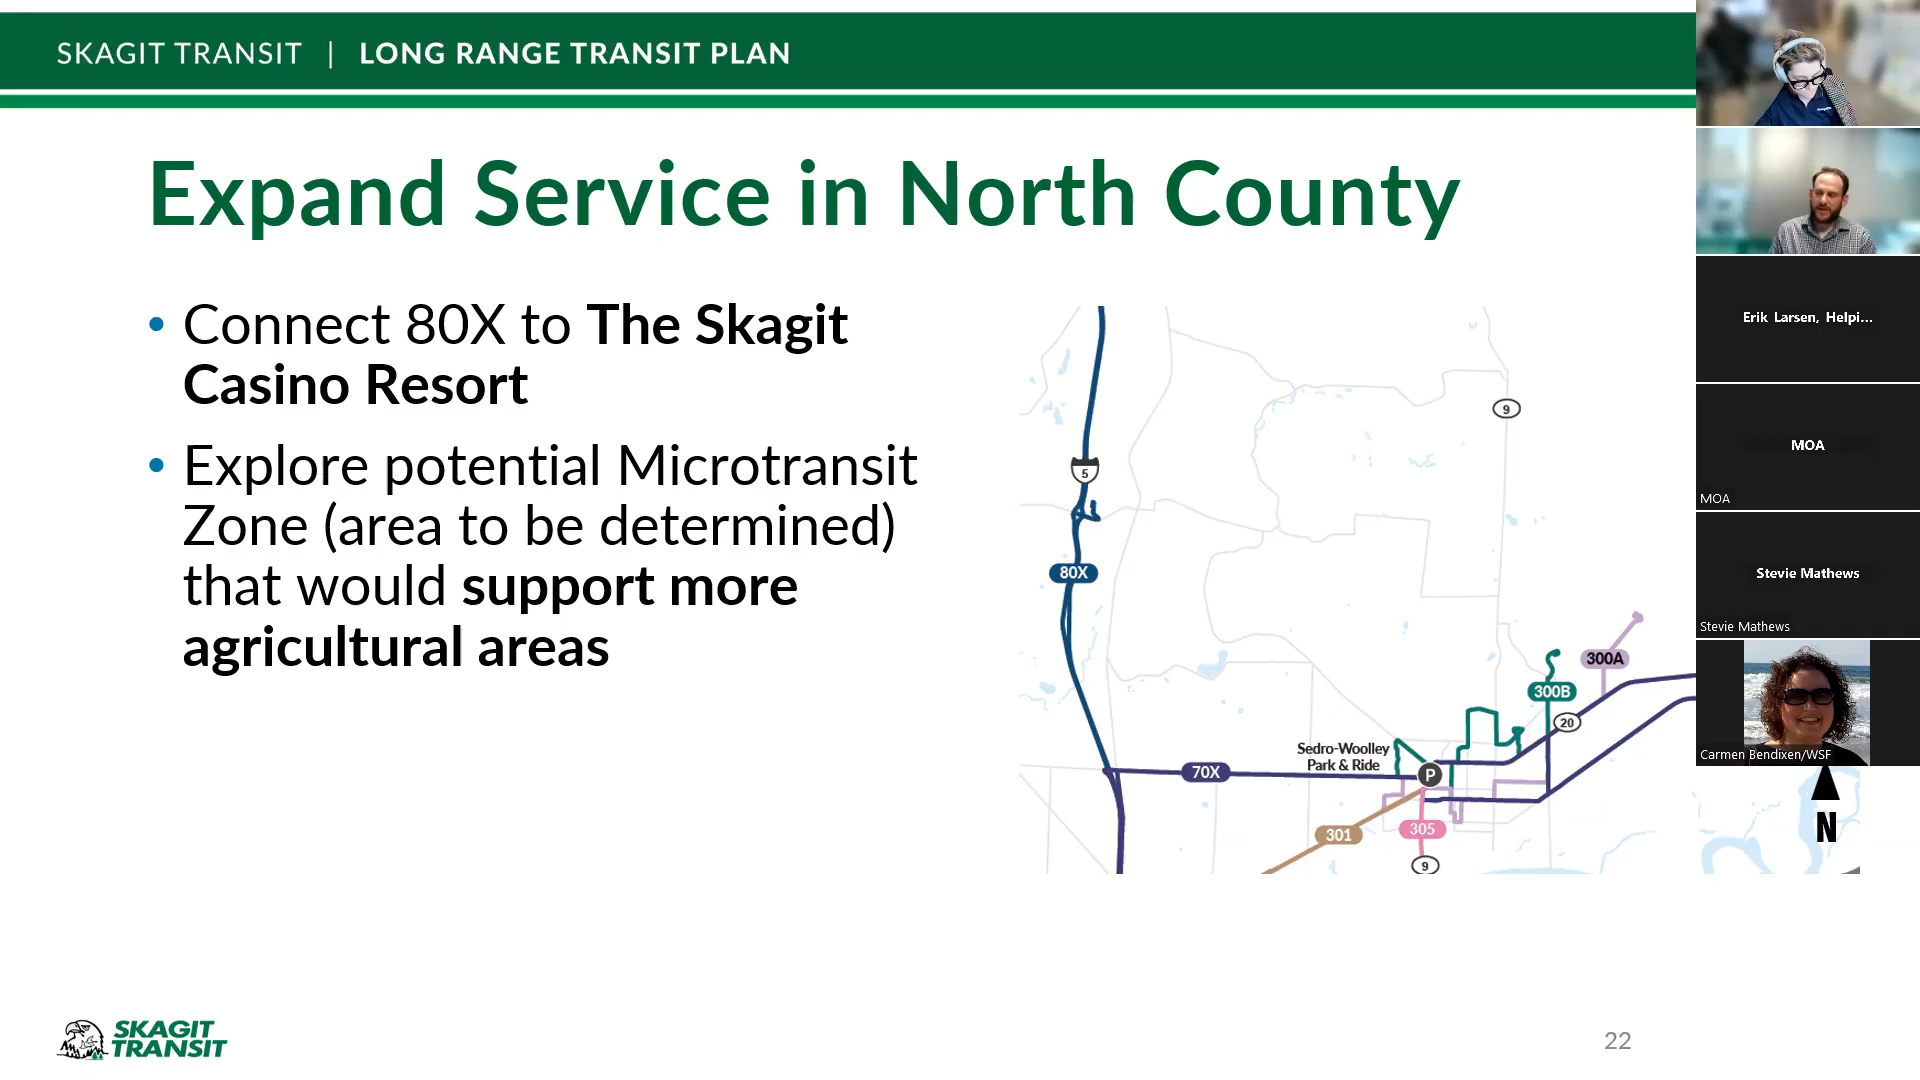 SKAGIT TRANSIT | LONG RANGE TRANSIT PLAN
Expand Service in North County
• Connect 80X to The Skagit
Casino Resort
• Explore potential Microtransit
Zone (area to be determined)
that would support more
agricultural areas
9
5
80X
300A
300B
20
Sedro-Woolley
Park & Ride
P
70X
301
305
9
N
SKAGIT
TRANSIT
22
Erik Larsen, Helpi...
MOA
MOA
Stevie Mathews
Stevie Mathews
Carmen Bendixen/WSF